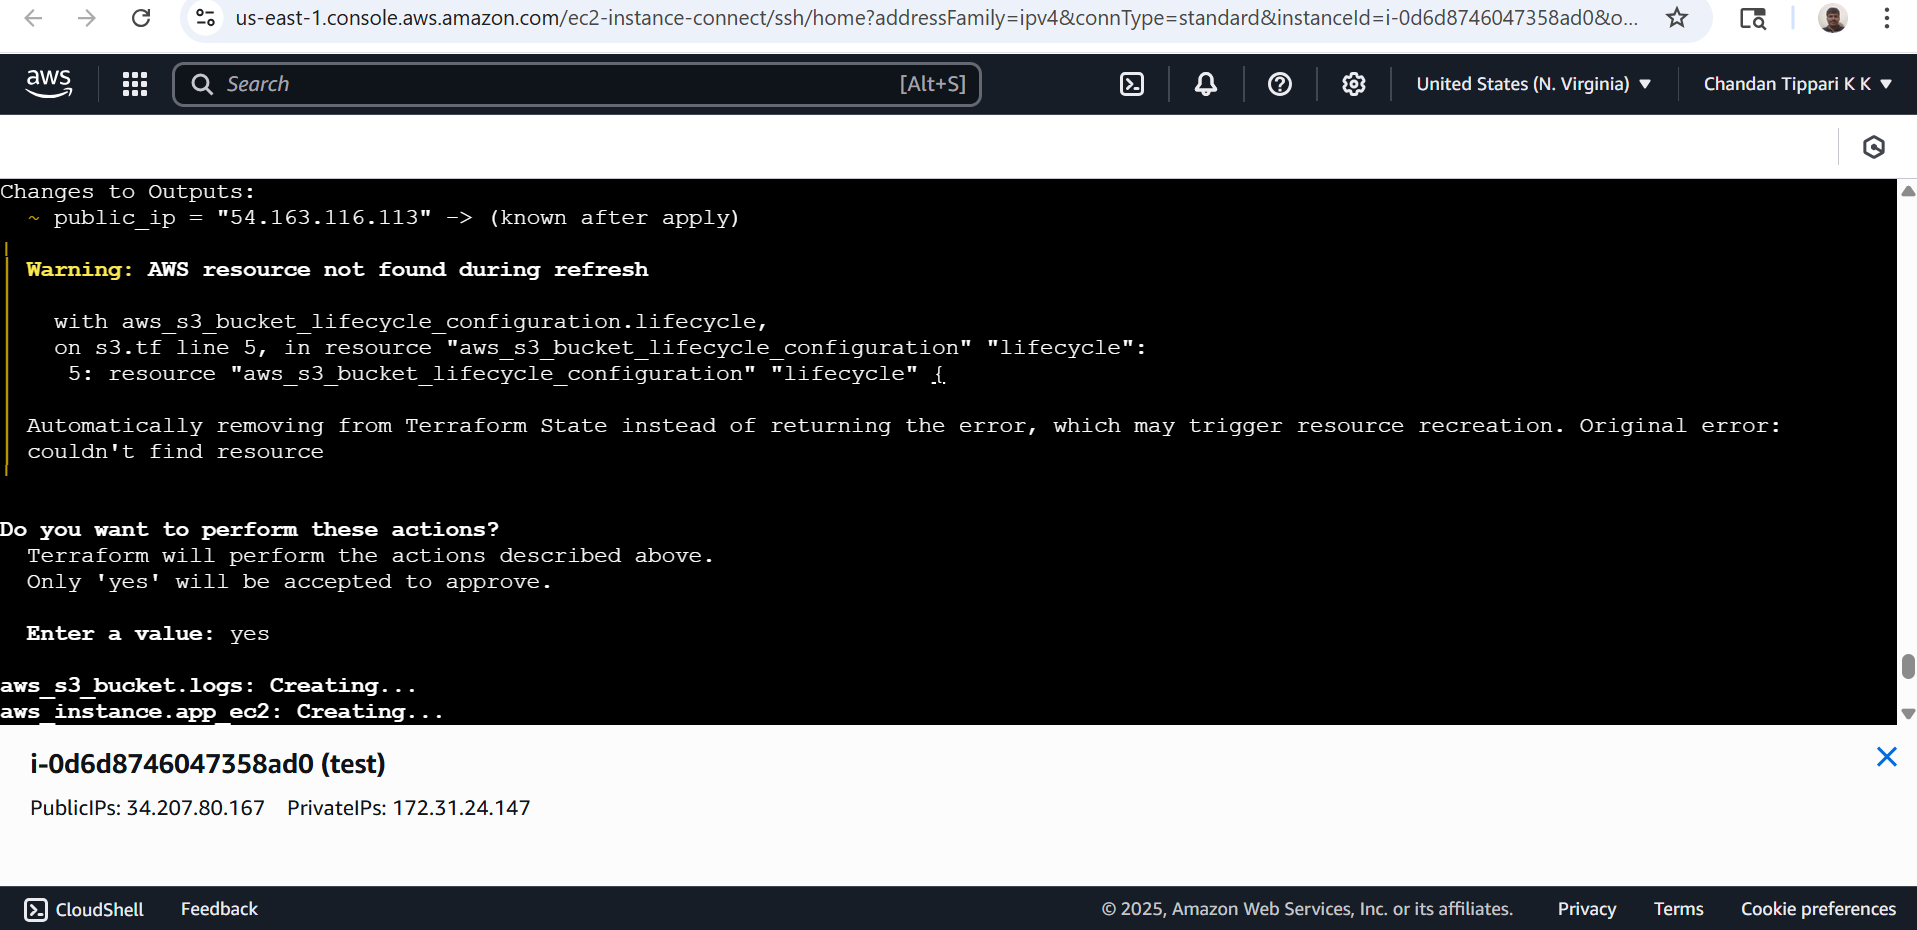 us-east-1.console.aws.amazon.com/ec2-instance-connect/ssh/home?addressFamily=ipv4&connType=standard&instanceId=i-0d6d8746047358ad0&o...
aws
Search
[Alt+S]
United States (N. Virginia)
Chandan Tippari K K
Changes to Outputs:
~ public_ip = "54.163.116.113" -> (known after apply)
Warning: AWS resource not found during refresh
with aws_s3_bucket_lifecycle_configuration.lifecycle,
on s3.tf line 5, in resource "aws_s3_bucket_lifecycle_configuration" "lifecycle":
5: resource "aws_s3_bucket_lifecycle_configuration" "lifecycle" {
Automatically removing from Terraform State instead of returning the error, which may trigger resource recreation. Original error:
couldn't find resource
Do you want to perform these actions?
Terraform will perform the actions described above.
Only 'yes' will be accepted to approve.
Enter a value: yes
aws_s3_bucket.logs: Creating...
aws_instance.app_ec2: Creating...
i-0d6d8746047358ad0 (test)
PublicIPs: 34.207.80.167 PrivateIPs: 172.31.24.147
CloudShell Feedback © 2025, Amazon Web Services, Inc. or its affiliates. Privacy Terms Cookie preferences